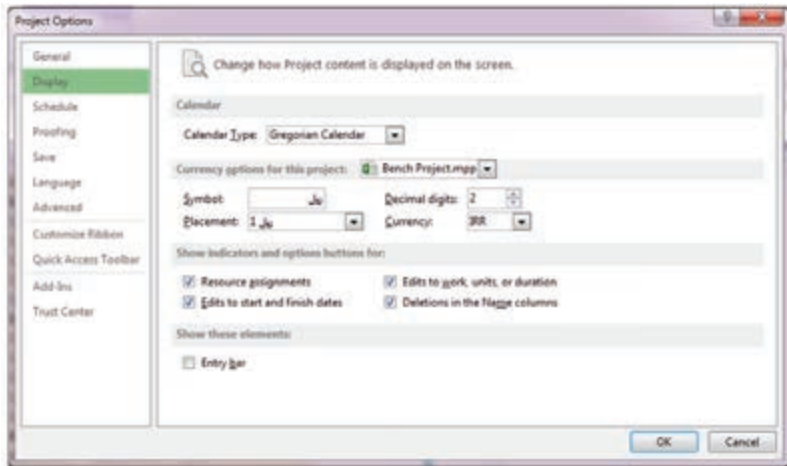 Project Options
General
Display
Schedule
Proofing
Save
Language
Advanced
Customize Ribbon
Quick Access Toolbar
Add-Ins
Trust Center
Change how Project content is displayed on the screen.
Calendar
Calendar Type: Gregorian Calendar
Currency options for this project: Bench Project.mpp
Symbol: ريال Decimal digits: 2
Placement: 1 ريال Currency: IRR
Show indicators and options buttons for:
Resource assignments Edits to work, units, or duration
Edits to start and finish dates Deletions in the Name columns
Show these elements:
Entry bar
OK Cancel